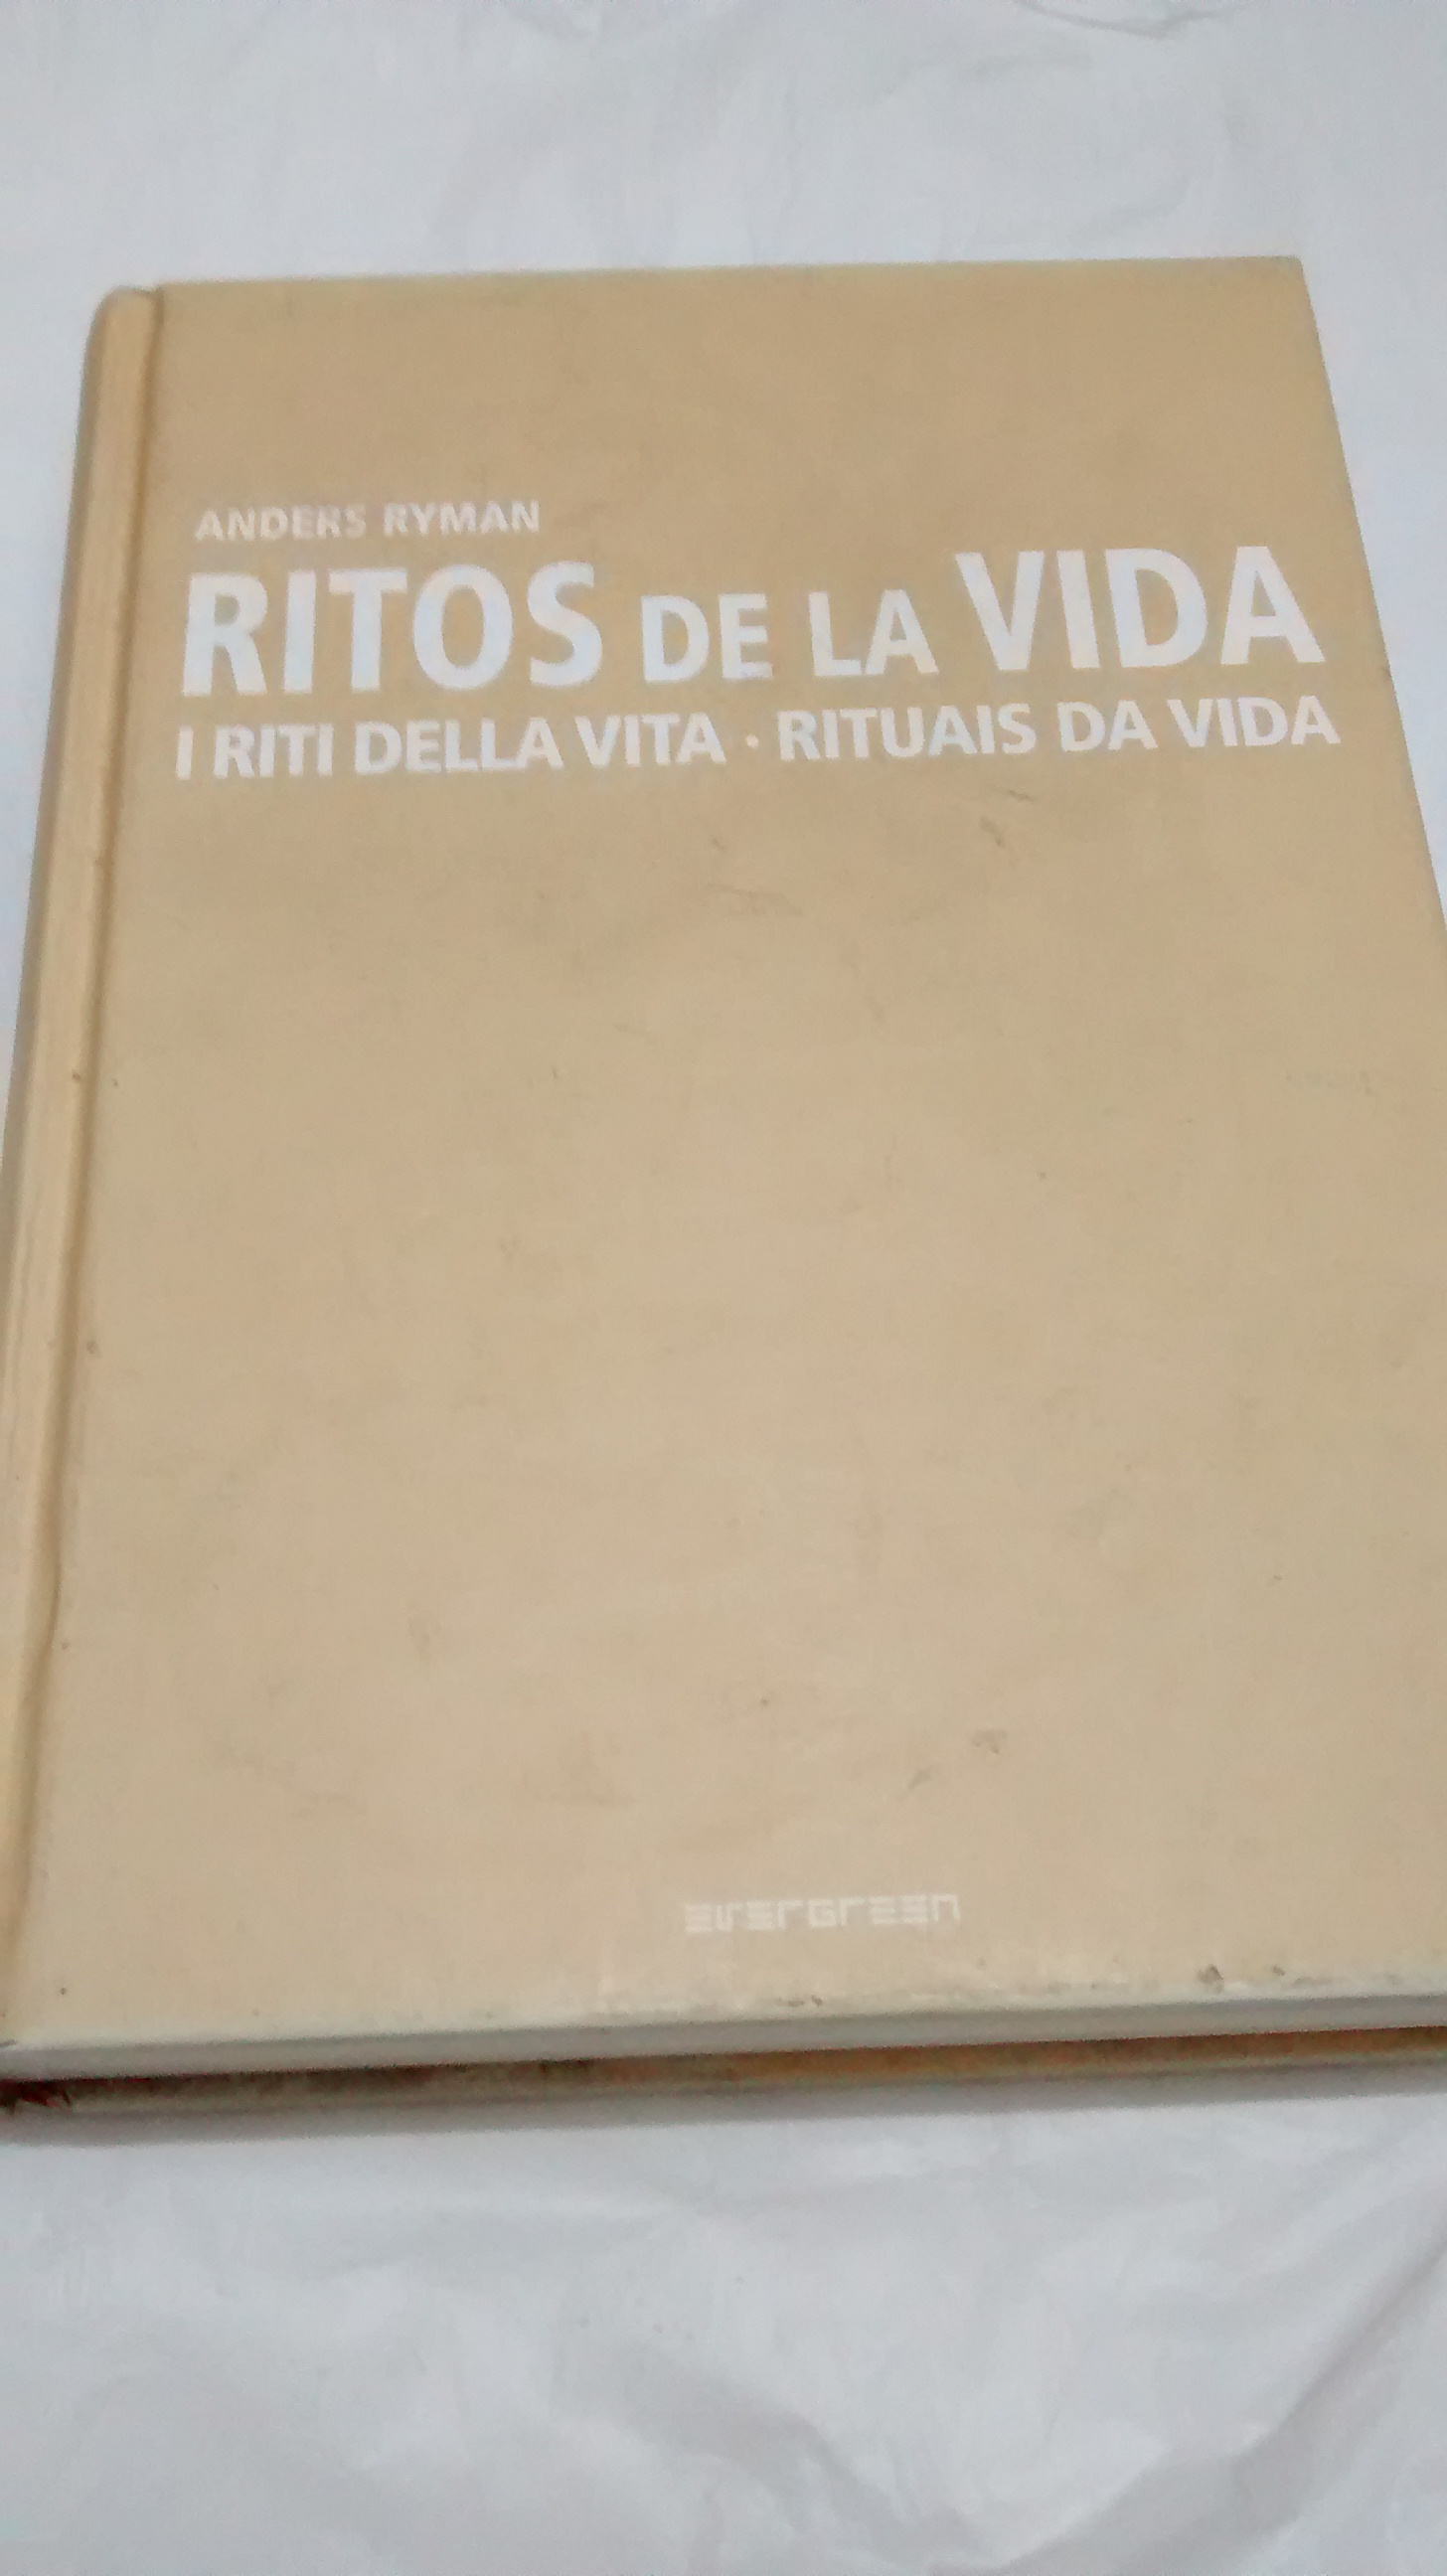 ANDERS RYMAN
RITOS DE LA VIDA
I RITI DELLA VITA · RITUAIS DA VIDA
evergreen